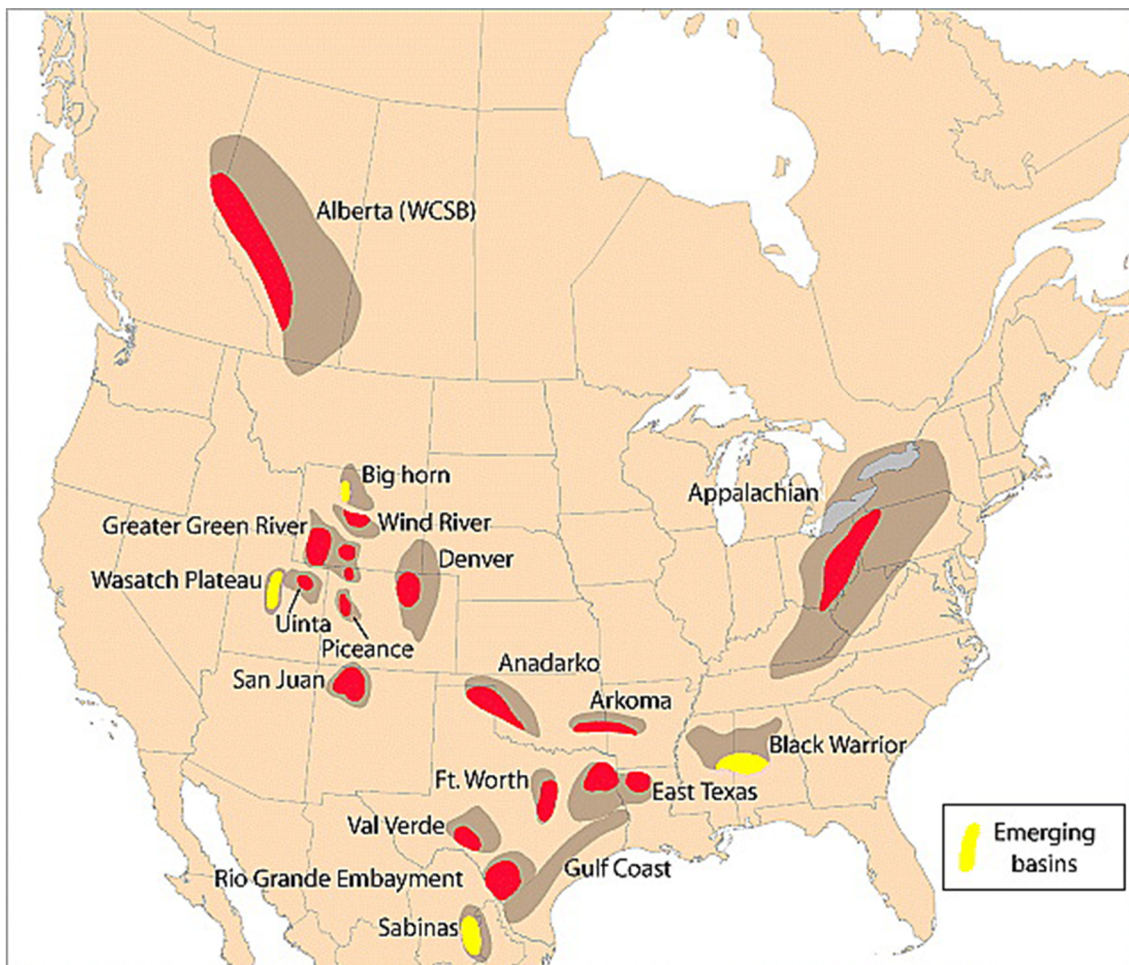 Alberta (WCSB)
Big horn
Appalachian
Greater Green River
Wind River
Denver
Wasatch Plateau
Uinta
Piceance
San Juan
Anadarko
Arkoma
Black Warrior
Ft. Worth
East Texas
Val Verde
Gulf Coast
Rio Grande Embayment
Sabinas
Emerging
basins